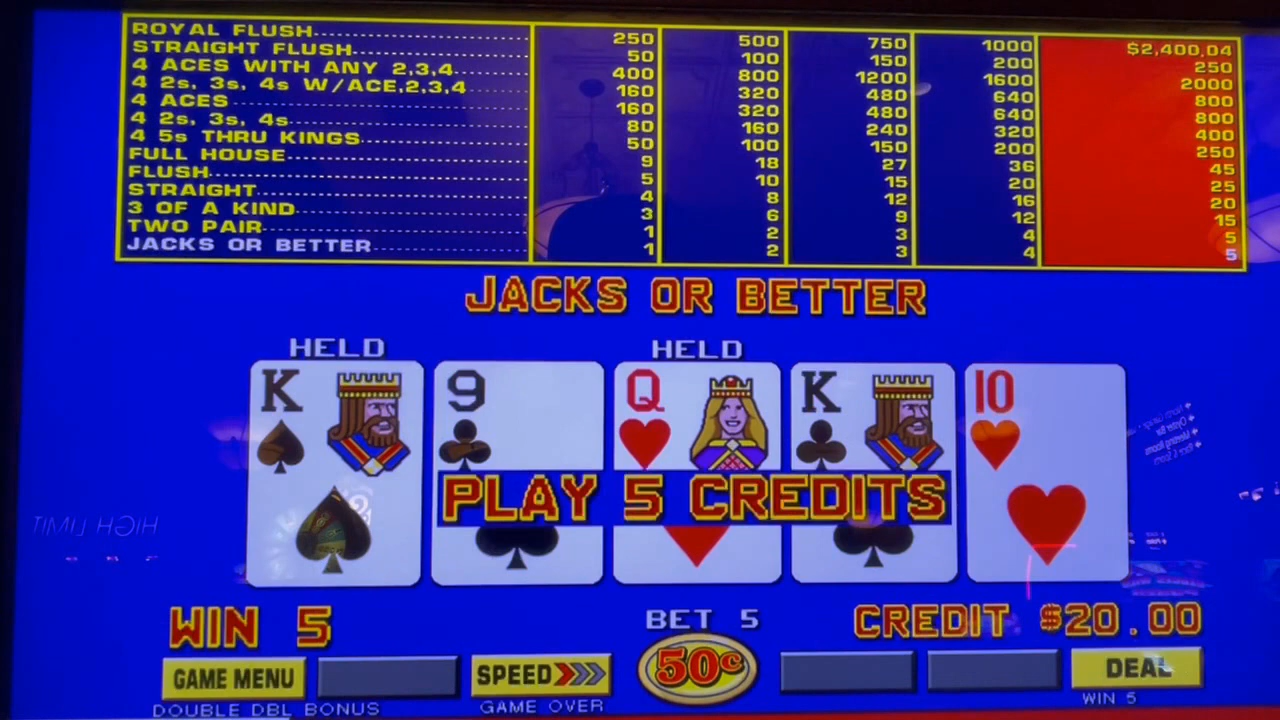 ROYAL FLUSH 250 500 750 1000 $2,400.04
STRAIGHT FLUSH 50 100 150 200 250
4 ACES WITH ANY 2,3,4 400 800 1200 1600 2000
4 2s, 3s, 4s W/ACE,2,3,4 160 320 480 640 800
4 ACES 160 320 480 640 800
4 2s, 3s, 4s 80 160 240 320 400
4 5s THRU KINGS 50 100 150 200 250
FULL HOUSE 9 18 27 36 45
FLUSH 5 10 15 20 25
STRAIGHT 4 8 12 16 20
3 OF A KIND 3 6 9 12 15
TWO PAIR 1 2 3 4 5
JACKS OR BETTER 1 2 3 4 5
JACKS OR BETTER
HELD HELD
K 9 Q K 10
PLAY 5 CREDITS
HIGH LIMIT
WIN 5 BET 5 CREDIT $20.00
GAME MENU SPEED 50¢ DEAL
DOUBLE DBL BONUS GAME OVER WIN 5